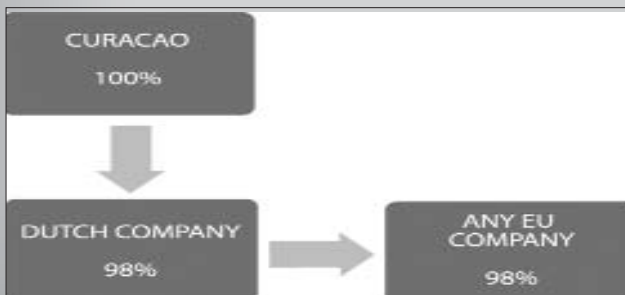 CURACAO
100%
DUTCH COMPANY
98%
ANY EU
COMPANY
98%